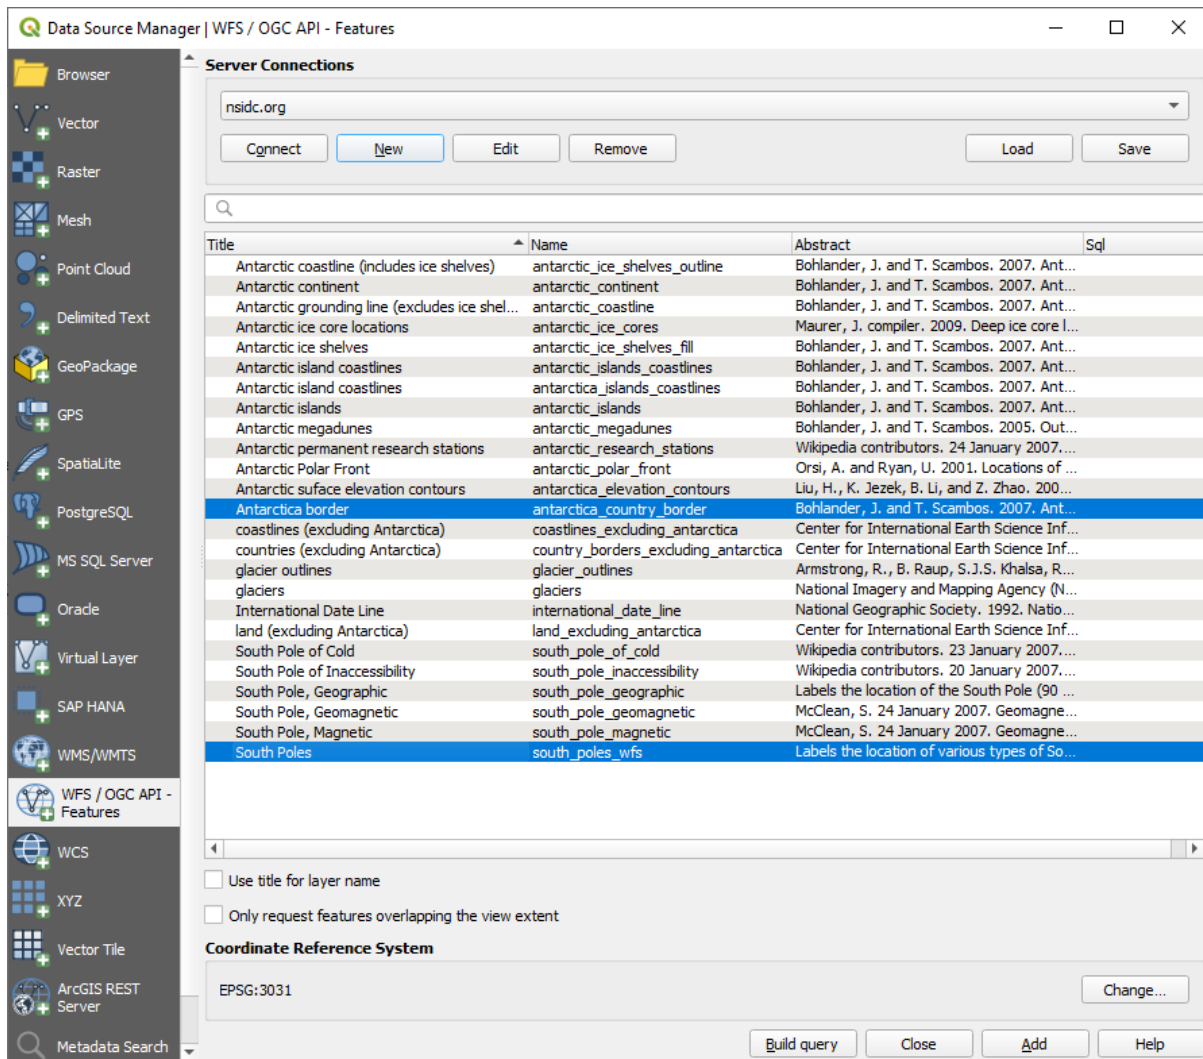 Data Source Manager | WFS / OGC API - Features
Browser
Vector
Raster
Mesh
Point Cloud
Delimited Text
GeoPackage
GPS
SpatiaLite
PostgreSQL
MS SQL Server
Oracle
Virtual Layer
SAP HANA
WMS/WMTS
WFS / OGC API -
Features
WCS
XYZ
Vector Tile
ArcGIS REST
Server
Metadata Search
Server Connections
nsidc.org
Connect New Edit Remove Load Save
Title Name Abstract Sql
Antarctic coastline (includes ice shelves) antarctic_ice_shelves_outline Bohlander, J. and T. Scambos. 2007. Ant...
Antarctic continent antarctic_continent Bohlander, J. and T. Scambos. 2007. Ant...
Antarctic grounding line (excludes ice shel... antarctic_coastline Bohlander, J. and T. Scambos. 2007. Ant...
Antarctic ice core locations antarctic_ice_cores Maurer, J. compiler. 2009. Deep ice core l...
Antarctic ice shelves antarctic_ice_shelves_fill Bohlander, J. and T. Scambos. 2007. Ant...
Antarctic island coastlines antarctic_islands_coastlines Bohlander, J. and T. Scambos. 2007. Ant...
Antarctic island coastlines antarctica_islands_coastlines Bohlander, J. and T. Scambos. 2007. Ant...
Antarctic islands antarctic_islands Bohlander, J. and T. Scambos. 2007. Ant...
Antarctic megadunes antarctic_megadunes Bohlander, J. and T. Scambos. 2005. Out...
Antarctic permanent research stations antarctic_research_stations Wikipedia contributors. 24 January 2007....
Antarctic Polar Front antarctic_polar_front Orsi, A. and Ryan, U. 2001. Locations of ...
Antarctic suface elevation contours antarctica_elevation_contours Liu, H., K. Jezek, B. Li, and Z. Zhao. 200...
Antarctica border antarctica_country_border Bohlander, J. and T. Scambos. 2007. Ant...
coastlines (excluding Antarctica) coastlines_excluding_antarctica Center for International Earth Science Inf...
countries (excluding Antarctica) country_borders_excluding_antarctica Center for International Earth Science Inf...
glacier outlines glacier_outlines Armstrong, R., B. Raup, S.J.S. Khalsa, R...
glaciers glaciers National Imagery and Mapping Agency (N...
International Date Line international_date_line National Geographic Society. 1992. Natio...
land (excluding Antarctica) land_excluding_antarctica Center for International Earth Science Inf...
South Pole of Cold south_pole_of_cold Wikipedia contributors. 23 January 2007....
South Pole of Inaccessibility south_pole_inaccessibility Wikipedia contributors. 20 January 2007....
South Pole, Geographic south_pole_geographic Labels the location of the South Pole (90 ...
South Pole, Geomagnetic south_pole_geomagnetic McClean, S. 24 January 2007. Geomagne...
South Pole, Magnetic south_pole_magnetic McClean, S. 24 January 2007. Geomagne...
South Poles south_poles_wfs Labels the location of various types of So...
Use title for layer name
Only request features overlapping the view extent
Coordinate Reference System
EPSG:3031 Change...
Build query Close Add Help